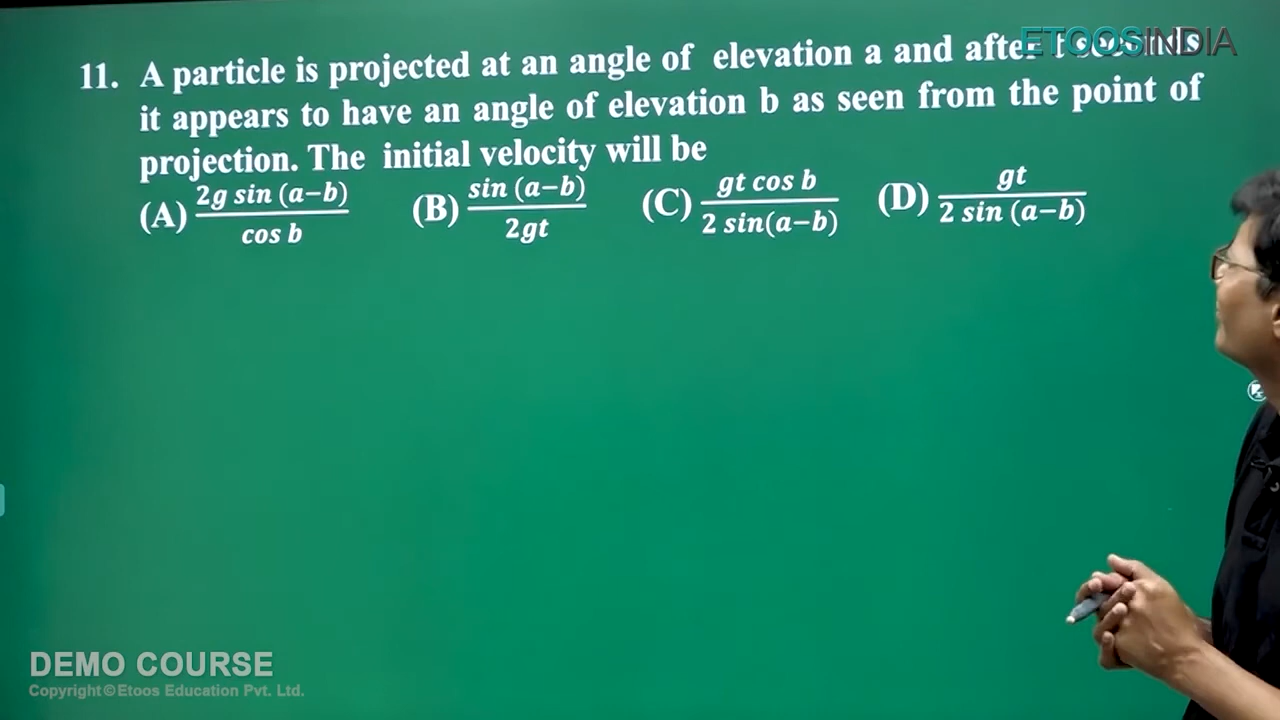 ETOOSINDIA
11. A particle is projected at an angle of elevation a and after t seconds
it appears to have an angle of elevation b as seen from the point of
projection. The initial velocity will be
(A) 2g sin (a−b) / cos b (B) sin (a−b) / 2gt (C) gt cos b / 2 sin(a−b) (D) gt / 2 sin (a−b)
DEMO COURSE
Copyright © Etoos Education Pvt. Ltd.